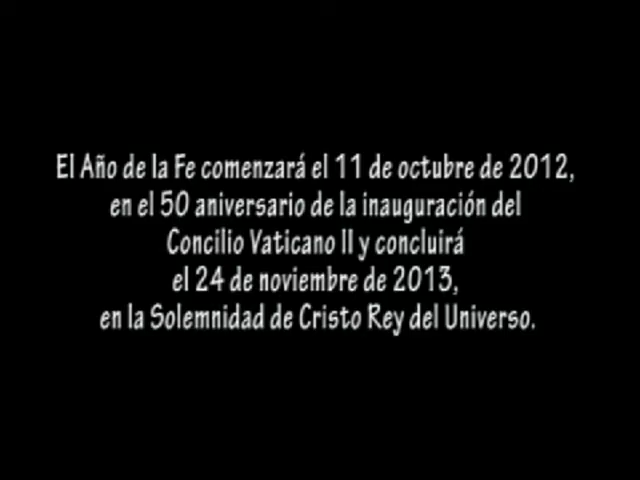 El Año de la Fe comenzará el 11 de octubre de 2012,
en el 50 aniversario de la inauguración del
Concilio Vaticano II y concluirá
el 24 de noviembre de 2013,
en la Solemnidad de Cristo Rey del Universo.